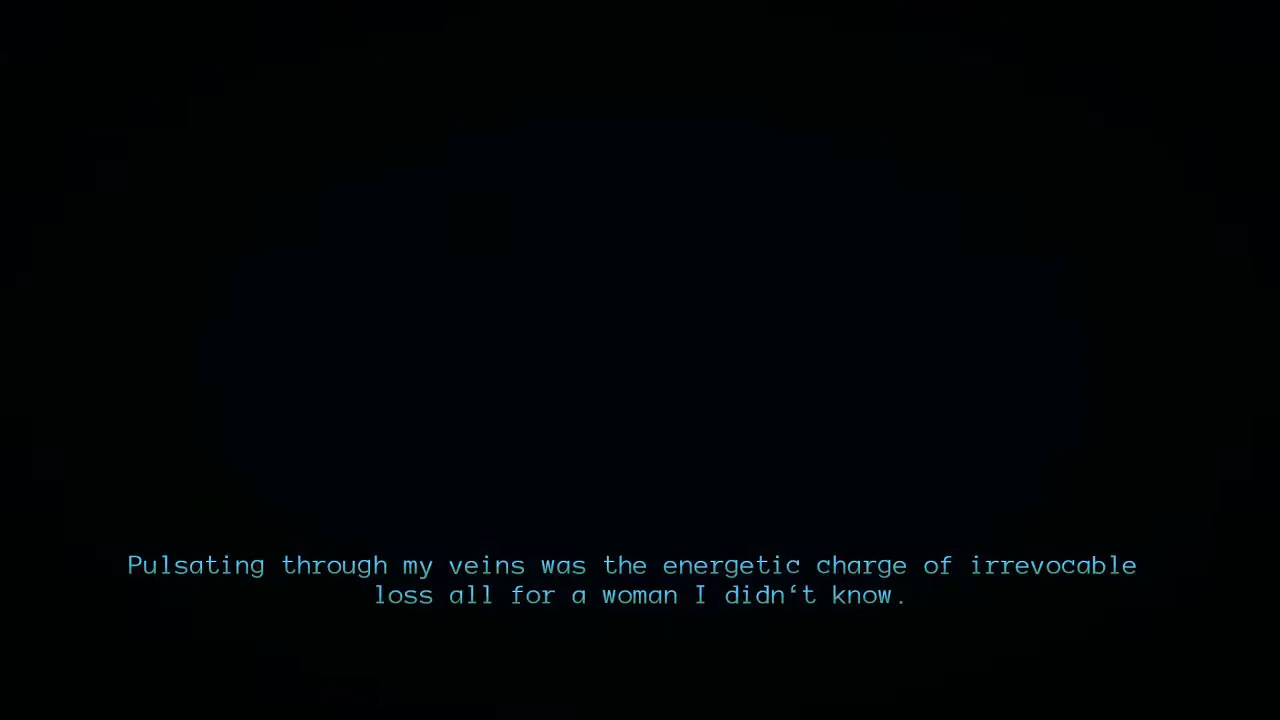 Pulsating through my veins was the energetic charge of irrevocable
loss all for a woman I didn‘t know.